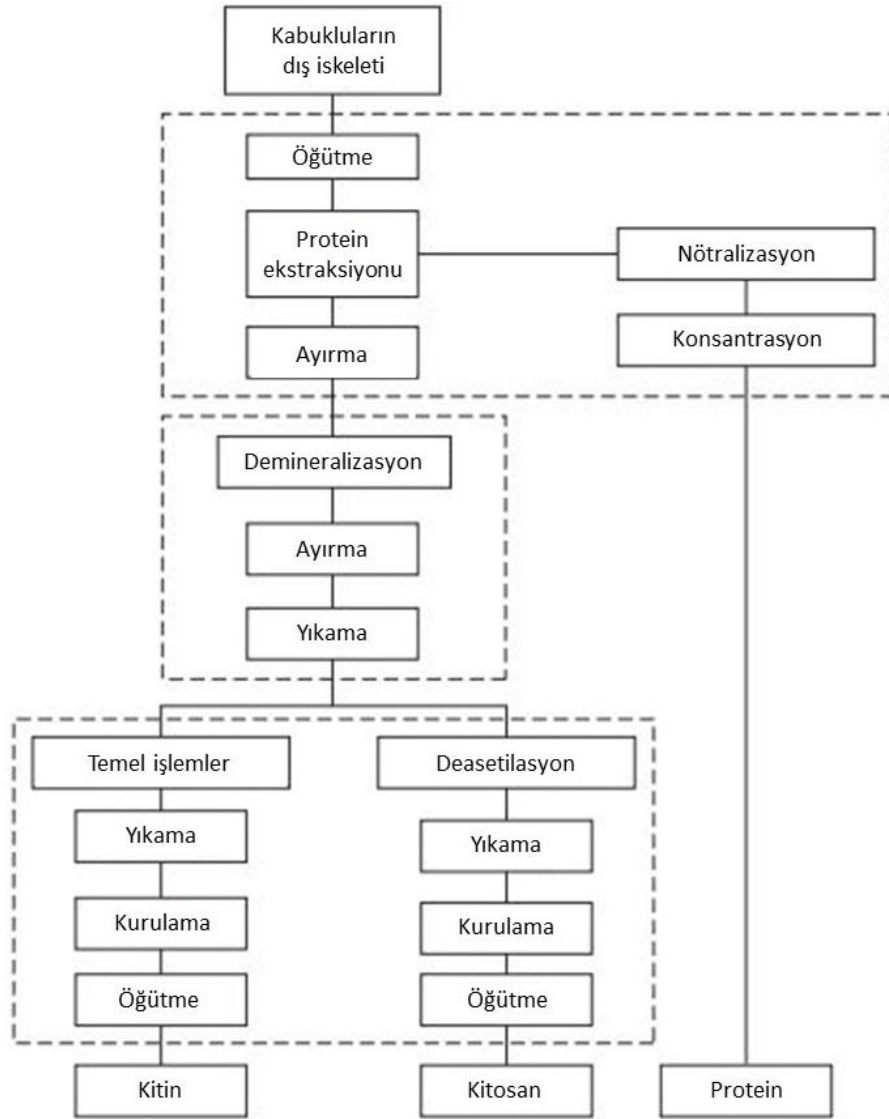 Kabukluların
dış iskeleti
Öğütme
Protein
ekstraksiyonu
Nötralizasyon
Ayırma
Konsantrasyon
Demineralizasyon
Ayırma
Yıkama
Temel işlemler
Deasetilasyon
Yıkama
Yıkama
Kurulama
Kurulama
Öğütme
Öğütme
Kitin
Kitosan
Protein